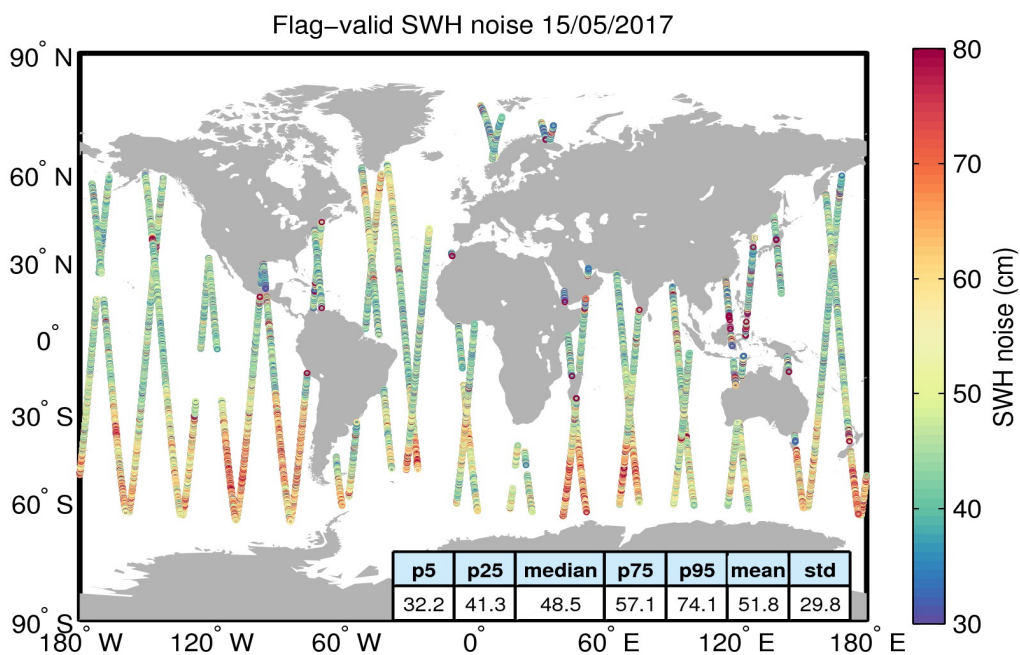 Flag−valid SWH noise 15/05/2017
90° N
60° N
30° N
0°
30° S
60° S
90° S
180° W
120° W
60° W
0°
60° E
120° E
180° E
80
70
60
50
40
30
SWH noise (cm)
p5 p25 median p75 p95 mean std
32.2 41.3 48.5 57.1 74.1 51.8 29.8